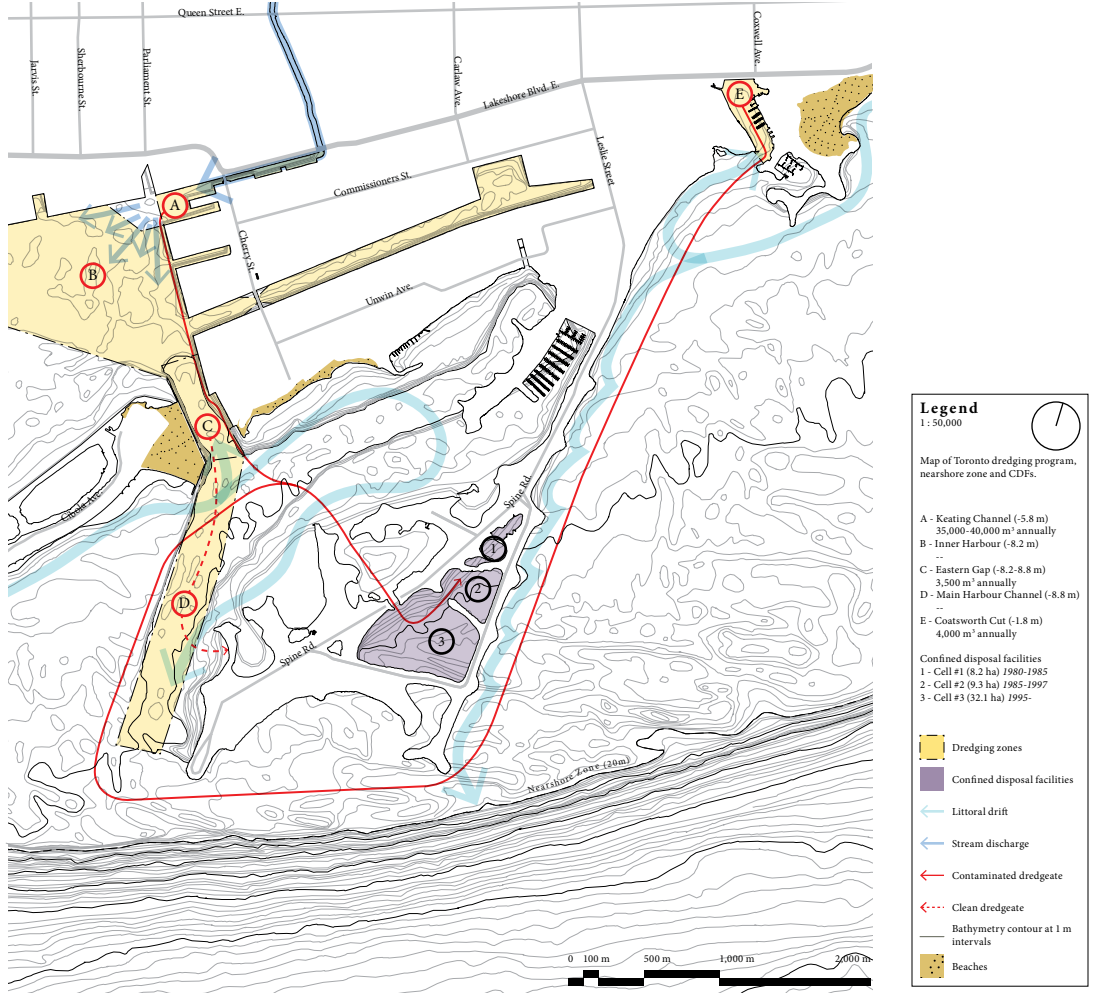 Queen Street E.
Jarvis St.
Sherbourne St.
Parliament St.
Carlaw Ave.
Coxwell Ave.
Lakeshore Blvd. E.
Leslie Street
Commissioners St.
Cherry St.
Unwin Ave.
Cibola Ave.
Spine Rd.
Spine Rd.
Nearshore Zone (20m)
A
B
C
D
E
1
2
3
0 100 m 500 m 1,000 m 2,000 m
Legend
1 : 50,000
Map of Toronto dredging program,
nearshore zone and CDFs.
A - Keating Channel (-5.8 m)
35,000-40,000 m³ annually
B - Inner Harbour (-8.2 m)
--
C - Eastern Gap (-8.2-8.8 m)
3,500 m³ annually
D - Main Harbour Channel (-8.8 m)
--
E - Coatsworth Cut (-1.8 m)
4,000 m³ annually
Confined disposal facilities
1 - Cell #1 (8.2 ha) 1980-1985
2 - Cell #2 (9.3 ha) 1985-1997
3 - Cell #3 (32.1 ha) 1995-
Dredging zones
Confined disposal facilities
Littoral drift
Stream discharge
Contaminated dredgeate
Clean dredgeate
Bathymetry contour at 1 m
intervals
Beaches